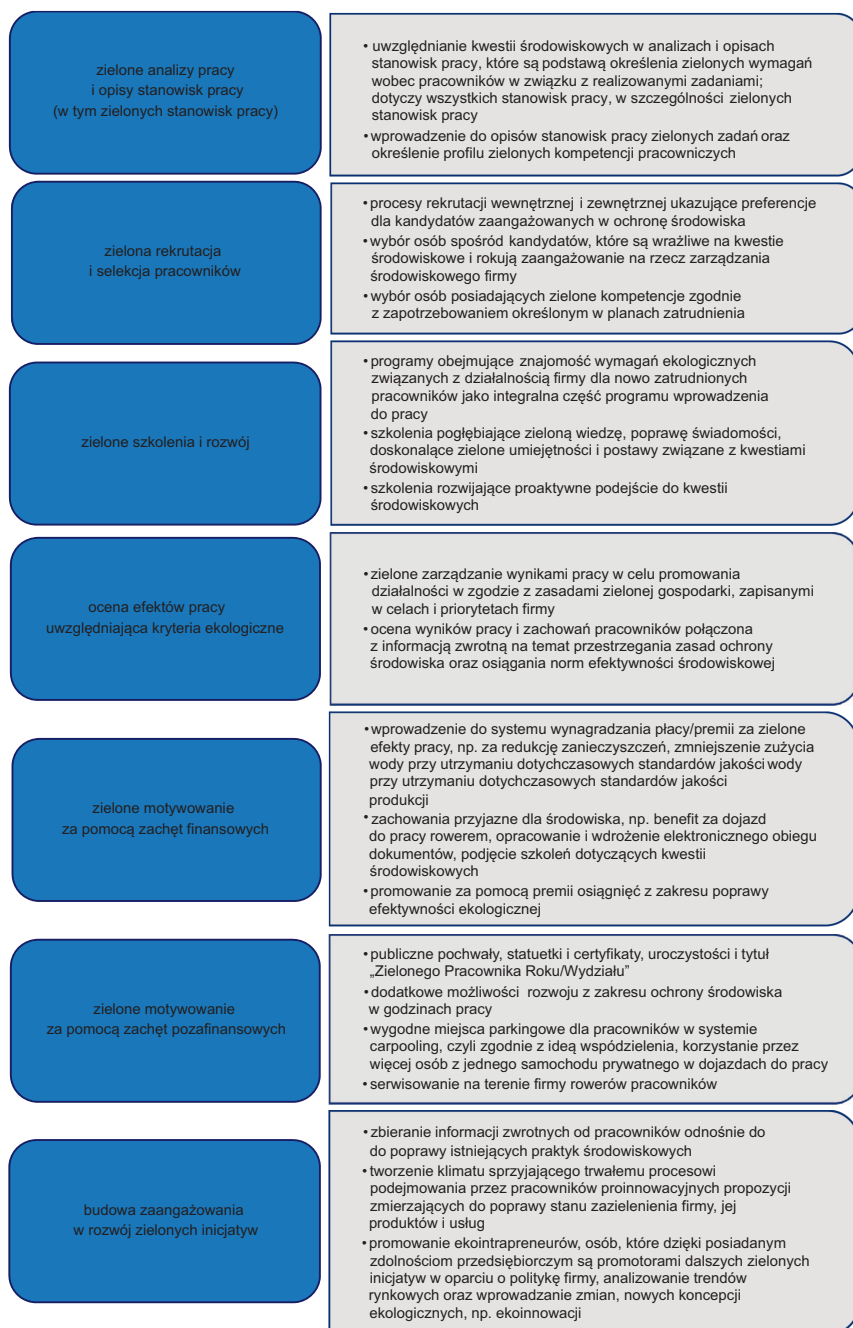 zielone analizy pracy
i opisy stanowisk pracy
(w tym zielonych stanowisk pracy)
• uwzględnianie kwestii środowiskowych w analizach i opisach
stanowisk pracy, które są podstawą określenia zielonych wymagań
wobec pracowników w związku z realizowanymi zadaniami;
dotyczy wszystkich stanowisk pracy, w szczególności zielonych
stanowisk pracy
• wprowadzenie do opisów stanowisk pracy zielonych zadań oraz
określenie profilu zielonych kompetencji pracowniczych
zielona rekrutacja
i selekcja pracowników
• procesy rekrutacji wewnętrznej i zewnętrznej ukazujące preferencje
dla kandydatów zaangażowanych w ochronę środowiska
• wybór osób spośród kandydatów, które są wrażliwe na kwestie
środowiskowe i rokują zaangażowanie na rzecz zarządzania
środowiskowego firmy
• wybór osób posiadających zielone kompetencje zgodnie
z zapotrzebowaniem określonym w planach zatrudnienia
zielone szkolenia i rozwój
• programy obejmujące znajomość wymagań ekologicznych
związanych z działalnością firmy dla nowo zatrudnionych
pracowników jako integralna część programu wprowadzenia
do pracy
• szkolenia pogłębiające zieloną wiedzę, poprawę świadomości,
doskonalące zielone umiejętności i postawy związane z kwestiami
środowiskowymi
• szkolenia rozwijające proaktywne podejście do kwestii
środowiskowych
ocena efektów pracy
uwzględniająca kryteria ekologiczne
• zielone zarządzanie wynikami pracy w celu promowania
działalności w zgodzie z zasadami zielonej gospodarki, zapisanymi
w celach i priorytetach firmy
• ocena wyników pracy i zachowań pracowników połączona
z informacją zwrotną na temat przestrzegania zasad ochrony
środowiska oraz osiągania norm efektywności środowiskowej
zielone motywowanie
za pomocą zachęt finansowych
• wprowadzenie do systemu wynagradzania płacy/premii za zielone
efekty pracy, np. za redukcję zanieczyszczeń, zmniejszenie zużycia
wody przy utrzymaniu dotychczasowych standardów jakości wody
przy utrzymaniu dotychczasowych standardów jakości
produkcji
• zachowania przyjazne dla środowiska, np. benefit za dojazd
do pracy rowerem, opracowanie i wdrożenie elektronicznego obiegu
dokumentów, podjęcie szkoleń dotyczących kwestii
środowiskowych
• promowanie za pomocą premii osiągnięć z zakresu poprawy
efektywności ekologicznej
zielone motywowanie
za pomocą zachęt pozafinansowych
• publiczne pochwały, statuetki i certyfikaty, uroczystości i tytuł
„Zielonego Pracownika Roku/Wydziału”
• dodatkowe możliwości rozwoju z zakresu ochrony środowiska
w godzinach pracy
• wygodne miejsca parkingowe dla pracowników w systemie
carpooling, czyli zgodnie z ideą wspódzielenia, korzystanie przez
więcej osób z jednego samochodu prywatnego w dojazdach do pracy
• serwisowanie na terenie firmy rowerów pracowników
budowa zaangażowania
w rozwój zielonych inicjatyw
• zbieranie informacji zwrotnych od pracowników odnośnie do
do poprawy istniejących praktyk środowiskowych
• tworzenie klimatu sprzyjającego trwałemu procesowi
podejmowania przez pracowników proinnowacyjnych propozycji
zmierzających do poprawy stanu zazielenienia firmy, jej
produktów i usług
• promowanie ekointrapreneurów, osób, które dzięki posiadanym
zdolnościom przedsiębiorczym są promotorami dalszych zielonych
inicjatyw w oparciu o politykę firmy, analizowanie trendów
rynkowych oraz wprowadzanie zmian, nowych koncepcji
ekologicznych, np. ekoinnowacji